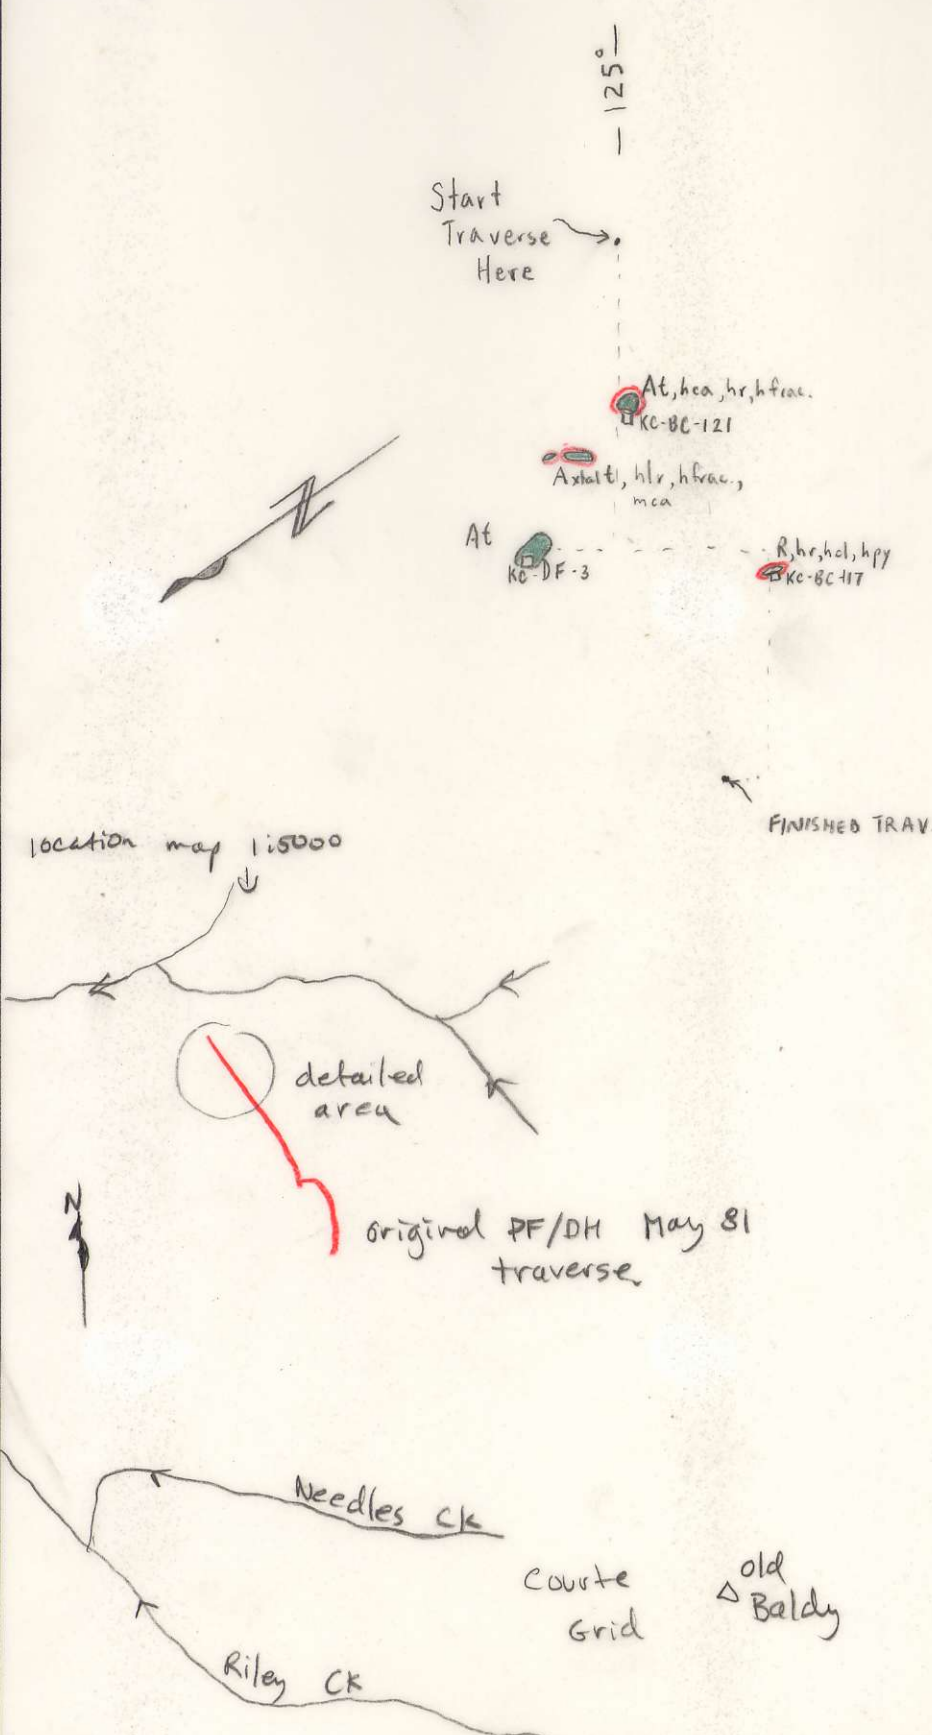 —125°—
Start
Traverse
Here
At, hca, hr, hfrac.
KC-BC-121
hlr, hfrac.,
mca
At
KC-DF-3
R, hr, hcl, hpy
KC-BC-117
FINISHED TRAV
location map 1:5000
detailed
area
N
original PF/DH May 81
traverse
Needles Ck
Courte
Grid
Old
Baldy
Riley CK